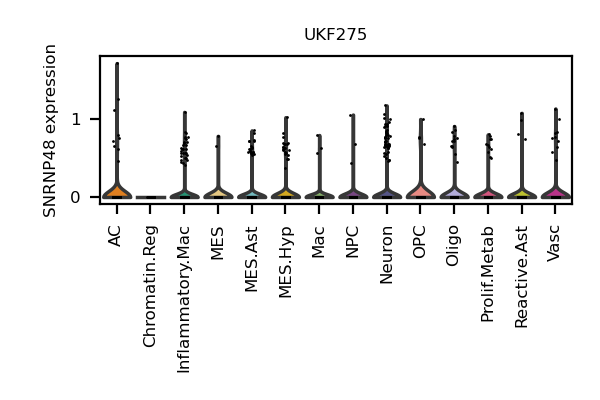 UKF275
SNRNP48 expression
1
0
AC
Chromatin.Reg
Inflammatory.Mac
MES
MES.Ast
MES.Hyp
Mac
NPC
Neuron
OPC
Oligo
Prolif.Metab
Reactive.Ast
Vasc